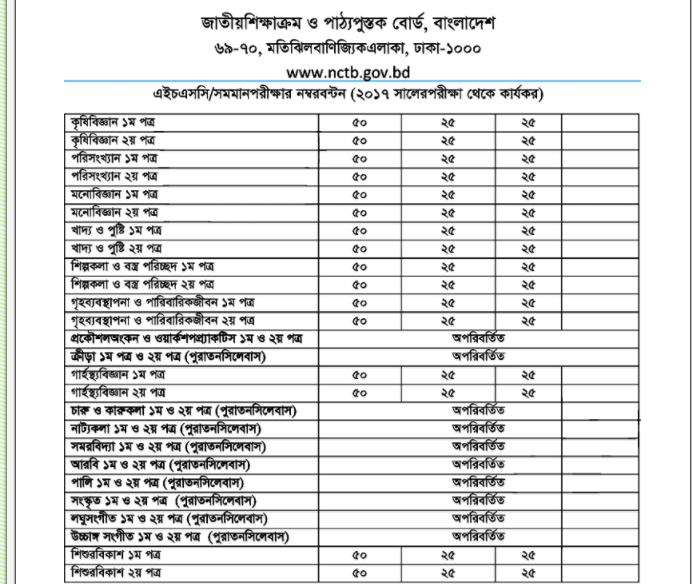 জাতীয়শিক্ষাক্রম ও পাঠ্যপুস্তক বোর্ড, বাংলাদেশ
৬৯-৭০, মতিঝিলবাণিজ্যিকএলাকা, ঢাকা-১০০০
www.nctb.gov.bd
এইচএসসি/সমমানপরীক্ষার নম্বরবন্টন (২০১৭ সালেরপরীক্ষা থেকে কার্যকর)
কৃষিবিজ্ঞান ১ম পত্র ৫০ ২৫ ২৫
কৃষিবিজ্ঞান ২য় পত্র ৫০ ২৫ ২৫
পরিসংখ্যান ১ম পত্র ৫০ ২৫ ২৫
পরিসংখ্যান ২য় পত্র ৫০ ২৫ ২৫
মনোবিজ্ঞান ১ম পত্র ৫০ ২৫ ২৫
মনোবিজ্ঞান ২য় পত্র ৫০ ২৫ ২৫
খাদ্য ও পুষ্টি ১ম পত্র ৫০ ২৫ ২৫
খাদ্য ও পুষ্টি ২য় পত্র ৫০ ২৫ ২৫
শিল্পকলা ও বস্ত্র পরিচ্ছদ ১ম পত্র ৫০ ২৫ ২৫
শিল্পকলা ও বস্ত্র পরিচ্ছদ ২য় পত্র ৫০ ২৫ ২৫
গৃহব্যবস্থাপনা ও পারিবারিকজীবন ১ম পত্র ৫০ ২৫ ২৫
গৃহব্যবস্থাপনা ও পারিবারিকজীবন ২য় পত্র ৫০ ২৫ ২৫
প্রকৌশলঅংকন ও ওয়ার্কশপপ্র্যাকটিস ১ম ও ২য় পত্র অপরিবর্তিত
ক্রীড়া ১ম পত্র ও ২য় পত্র (পুরাতনসিলেবাস) অপরিবর্তিত
গার্হস্থ্যবিজ্ঞান ১ম পত্র ৫০ ২৫ ২৫
গার্হস্থ্যবিজ্ঞান ২য় পত্র ৫০ ২৫ ২৫
চারু ও কারুকলা ১ম ও ২য় পত্র (পুরাতনসিলেবাস) অপরিবর্তিত
নাট্যকলা ১ম ও ২য় পত্র (পুরাতনসিলেবাস) অপরিবর্তিত
সমরবিদ্যা ১ম ও ২য় পত্র (পুরাতনসিলেবাস) অপরিবর্তিত
আরবি ১ম ও ২য় পত্র (পুরাতনসিলেবাস) অপরিবর্তিত
পালি ১ম ও ২য় পত্র (পুরাতনসিলেবাস) অপরিবর্তিত
সংস্কৃত ১ম ও ২য় পত্র (পুরাতনসিলেবাস) অপরিবর্তিত
লঘুসংগীত ১ম ও ২য় পত্র (পুরাতনসিলেবাস) অপরিবর্তিত
উচ্চাঙ্গ সংগীত ১ম ও ২য় পত্র (পুরাতনসিলেবাস) অপরিবর্তিত
শিশুরবিকাশ ১ম পত্র ৫০ ২৫ ২৫
শিশুরবিকাশ ২য় পত্র ৫০ ২৫ ২৫